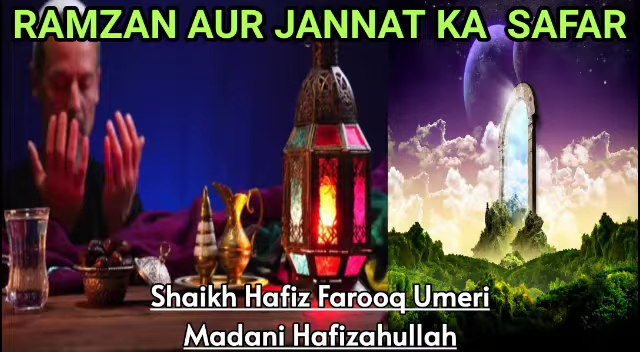 RAMZAN AUR JANNAT KA SAFAR
Shaikh Hafiz Farooq Umeri
Madani Hafizahullah